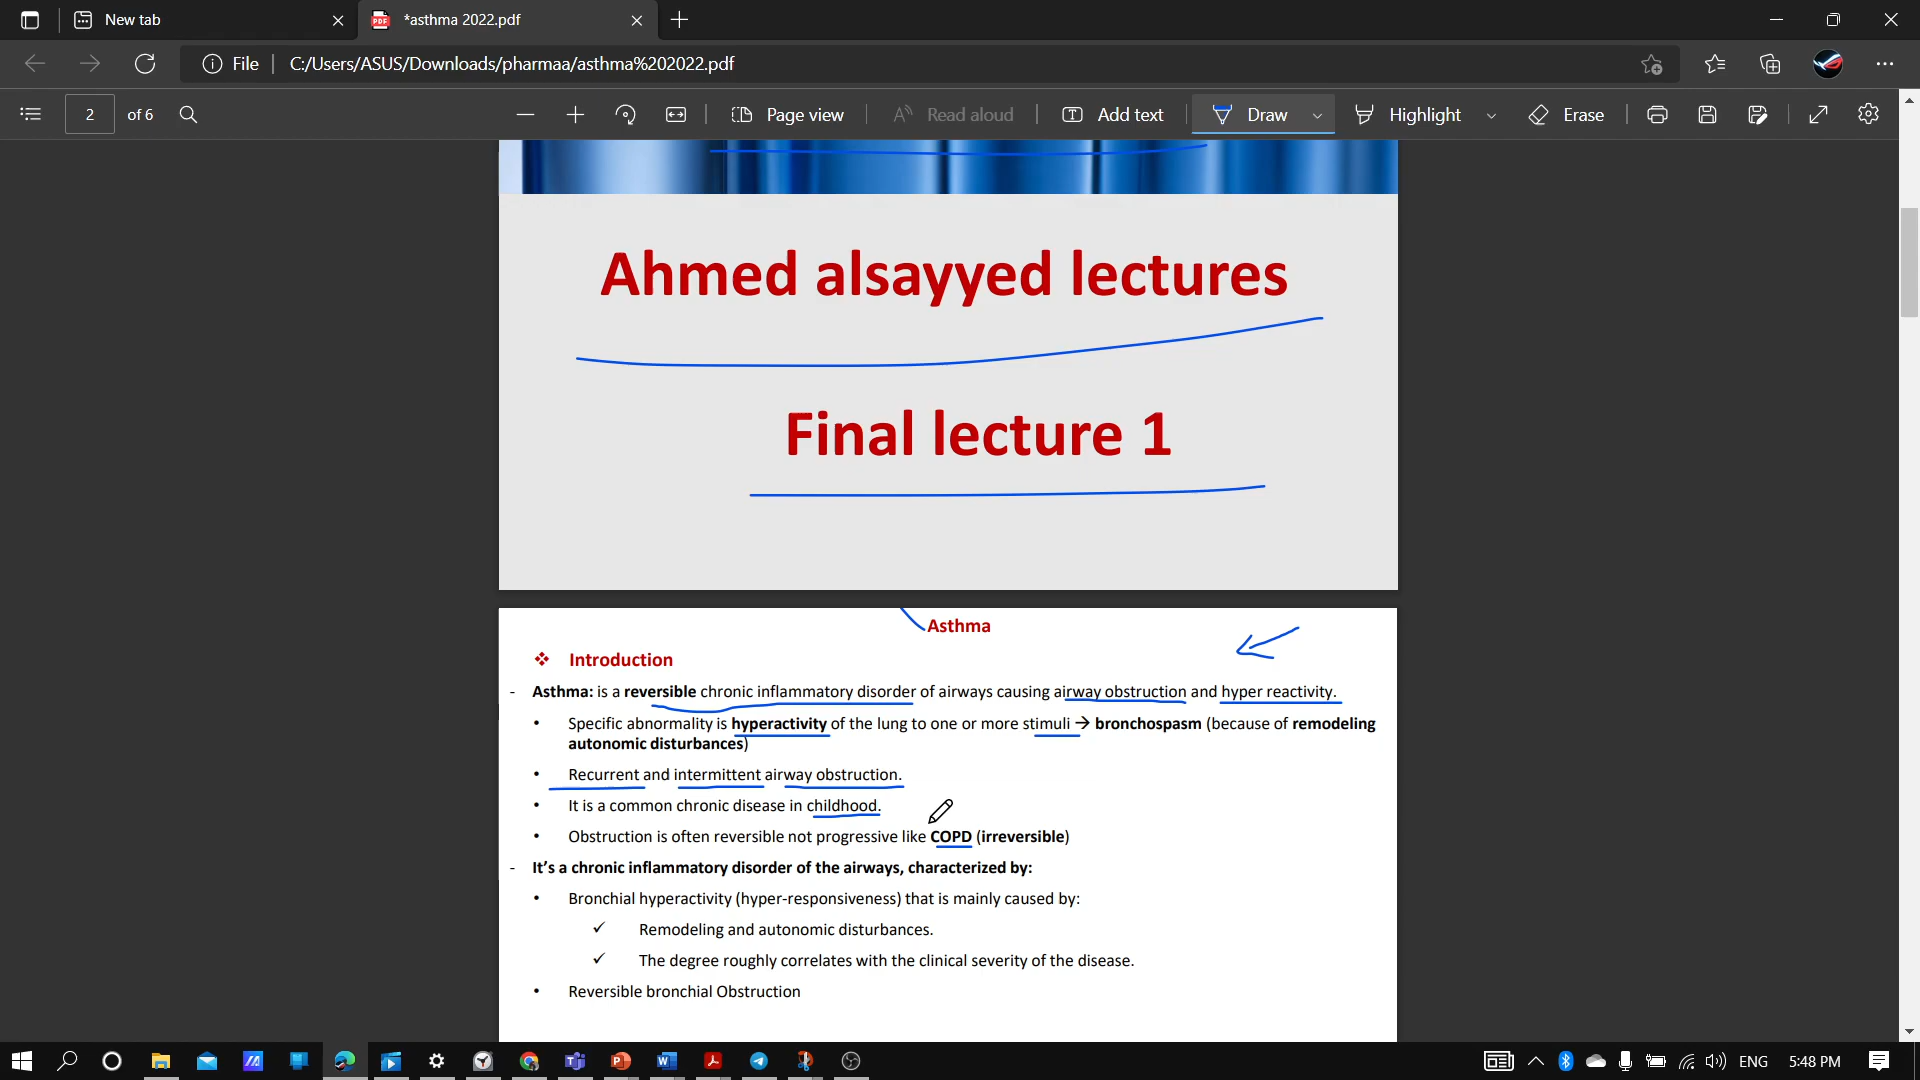 New tab
*asthma 2022.pdf
File
C:/Users/ASUS/Downloads/pharmaa/asthma%202022.pdf
2
of 6
Page view
Read aloud
Add text
Draw
Highlight
Erase
Ahmed alsayyed lectures
Final lecture 1
Asthma
❖ Introduction
- Asthma: is a reversible chronic inflammatory disorder of airways causing airway obstruction and hyper reactivity.
• Specific abnormality is hyperactivity of the lung to one or more stimuli → bronchospasm (because of remodeling
autonomic disturbances)
• Recurrent and intermittent airway obstruction.
• It is a common chronic disease in childhood.
• Obstruction is often reversible not progressive like COPD (irreversible)
- It’s a chronic inflammatory disorder of the airways, characterized by:
• Bronchial hyperactivity (hyper-responsiveness) that is mainly caused by:
✓ Remodeling and autonomic disturbances.
✓ The degree roughly correlates with the clinical severity of the disease.
• Reversible bronchial Obstruction
ENG
5:48 PM